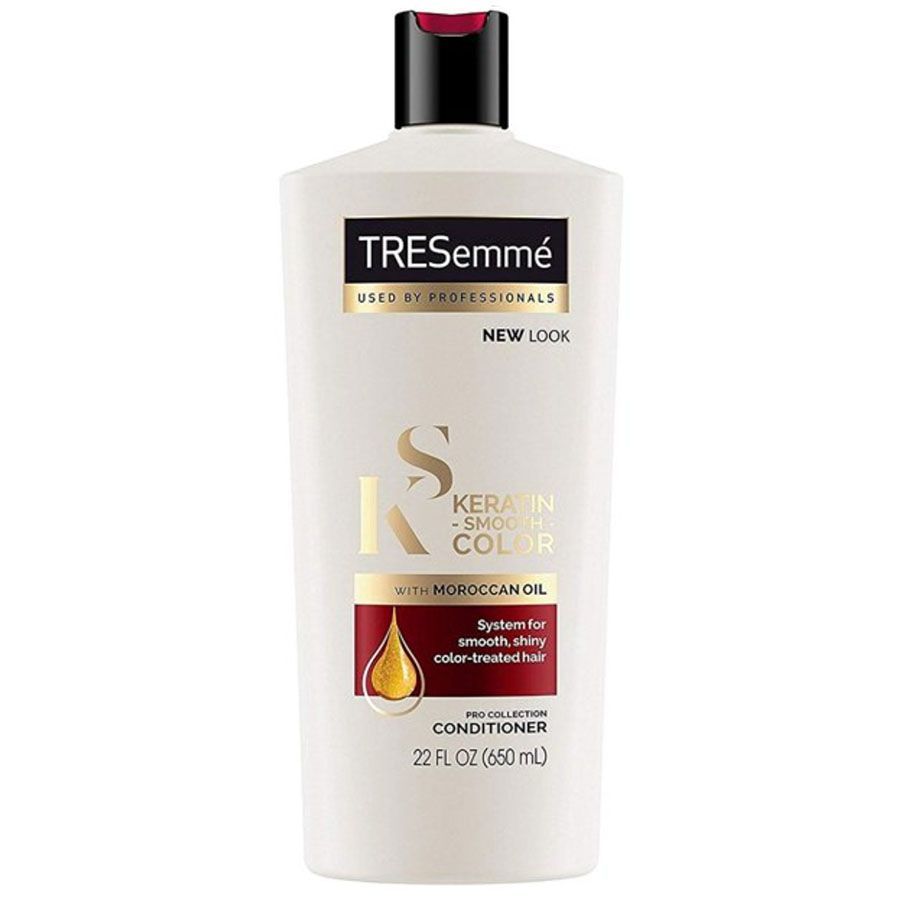 TRESemmé
USED BY PROFESSIONALS
NEW LOOK
KS
KERATIN
- SMOOTH -
COLOR
WITH MOROCCAN OIL
System for
smooth, shiny
color-treated hair
PRO COLLECTION
CONDITIONER
22 FL OZ (650 mL)